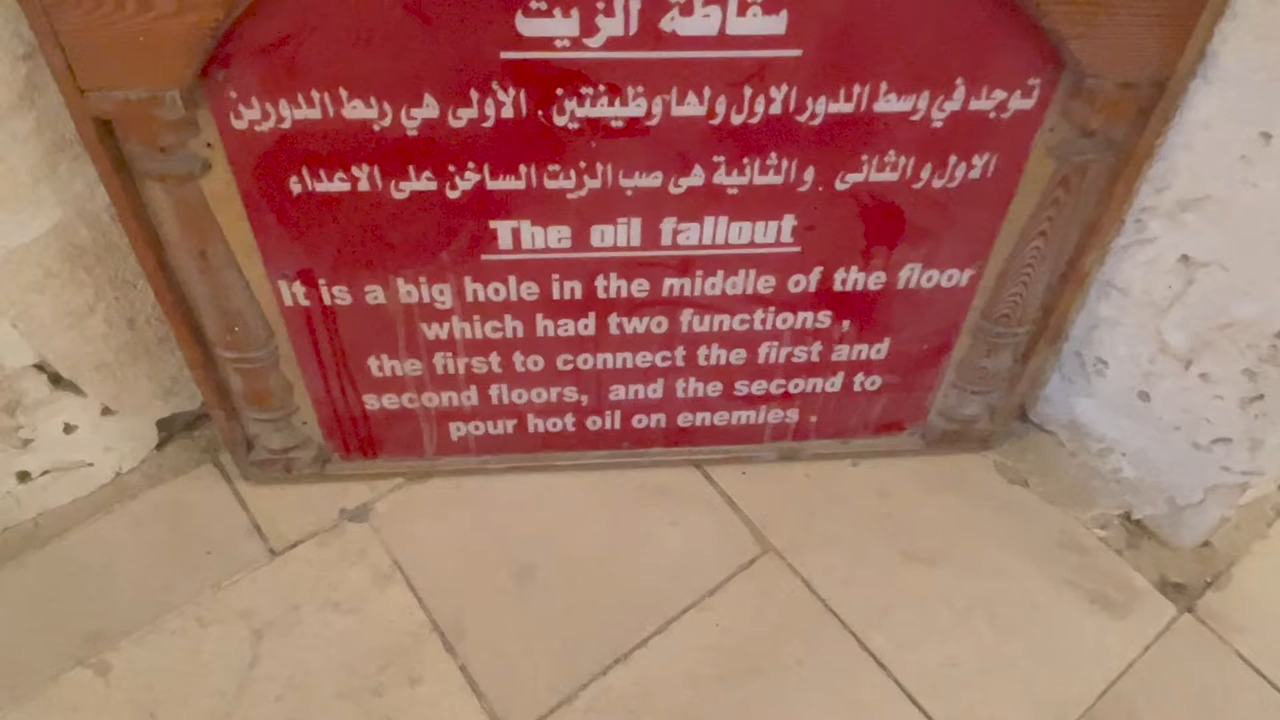 سقاطة الزيت
توجد في وسط الدور الاول ولها وظيفتين . الأولى هي ربط الدورين
الاول و الثانى . و الثانية هى صب الزيت الساخن على الاعداء
The oil fallout
It is a big hole in the middle of the floor
which had two functions ,
the first to connect the first and
second floors, and the second to
pour hot oil on enemies .